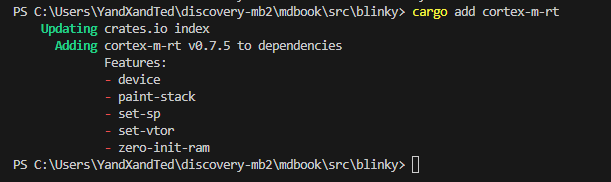 PS C:\Users\YandXandTed\discovery-mb2\mdbook\src\blinky> cargo add cortex-m-rt
    Updating crates.io index
      Adding cortex-m-rt v0.7.5 to dependencies
             Features:
             - device
             - paint-stack
             - set-sp
             - set-vtor
             - zero-init-ram
PS C:\Users\YandXandTed\discovery-mb2\mdbook\src\blinky>